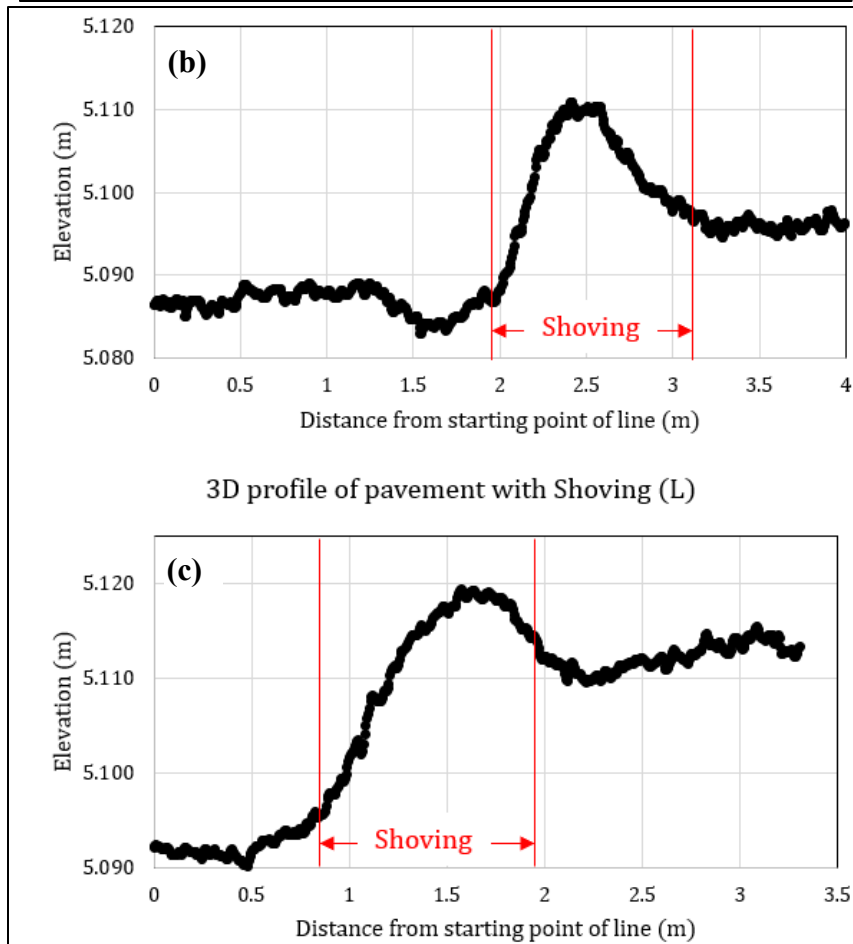 (b)
Elevation (m)
5.120
5.110
5.100
5.090
5.080
Shoving
0 0.5 1 1.5 2 2.5 3 3.5 4
Distance from starting point of line (m)
3D profile of pavement with Shoving (L)
(c)
Elevation (m)
5.120
5.110
5.100
5.090
Shoving
0 0.5 1 1.5 2 2.5 3 3.5
Distance from starting point of line (m)